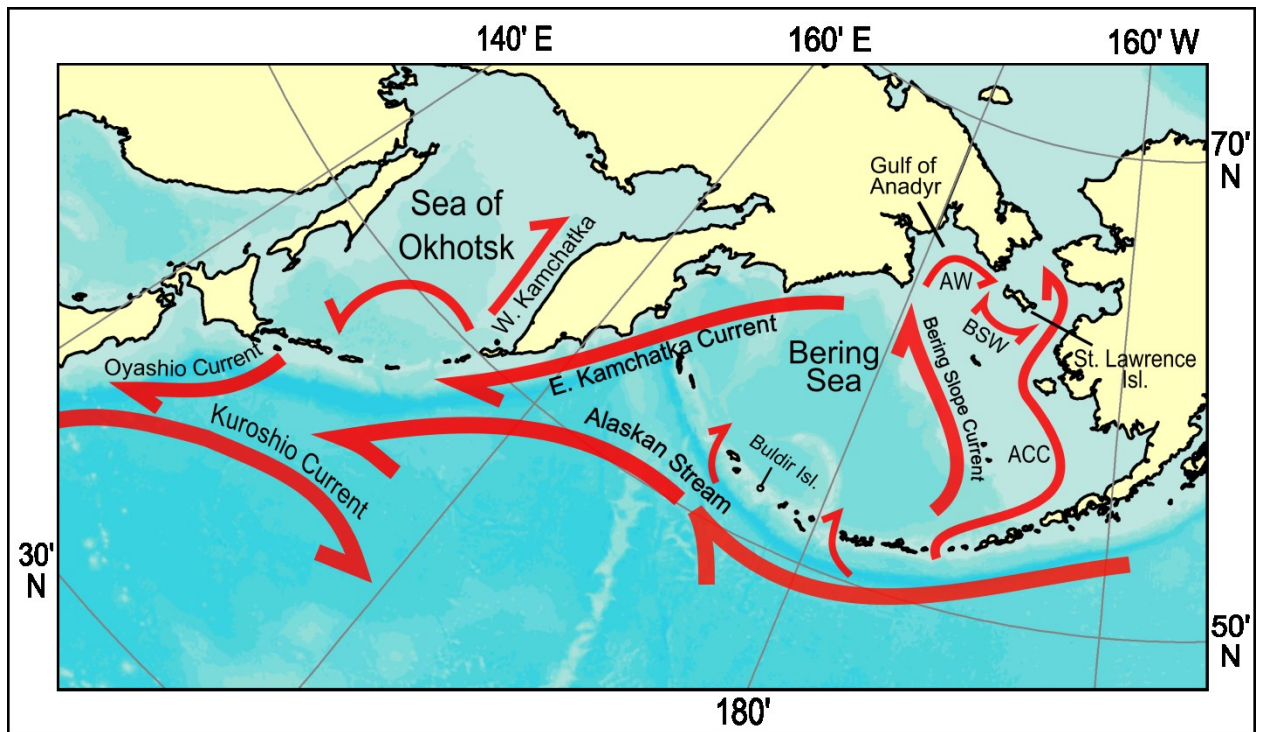 140' E
160' E
160' W
70'
N
Gulf of
Anadyr
Sea of
Okhotsk
W. Kamchatka
AW
BSW
St. Lawrence
Isl.
Bering
Sea
E. Kamchatka Current
Bering Slope Current
Oyashio Current
Kuroshio Current
Alaskan Stream
Buldir Isl.
ACC
30'
N
50'
N
180'